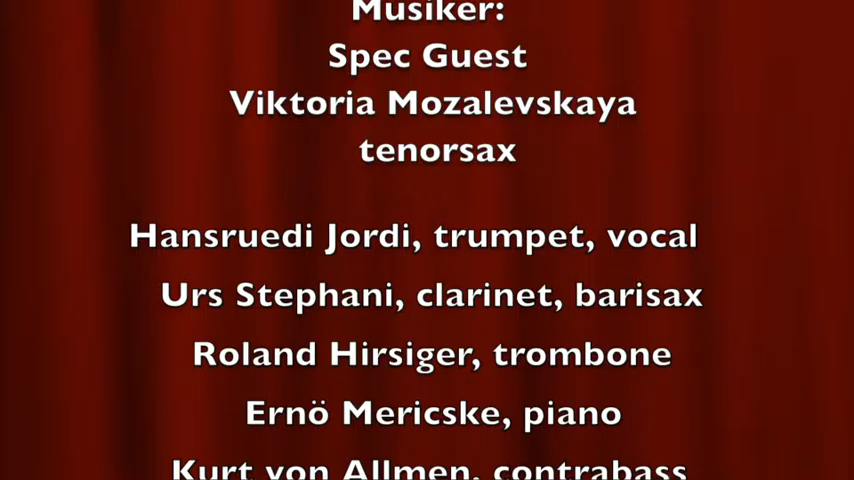 Musiker:
Spec Guest
Viktoria Mozalevskaya
tenorsax
Hansruedi Jordi, trumpet, vocal
Urs Stephani, clarinet, barisax
Roland Hirsiger, trombone
Ernö Mericske, piano
Kurt von Allmen, contrabass